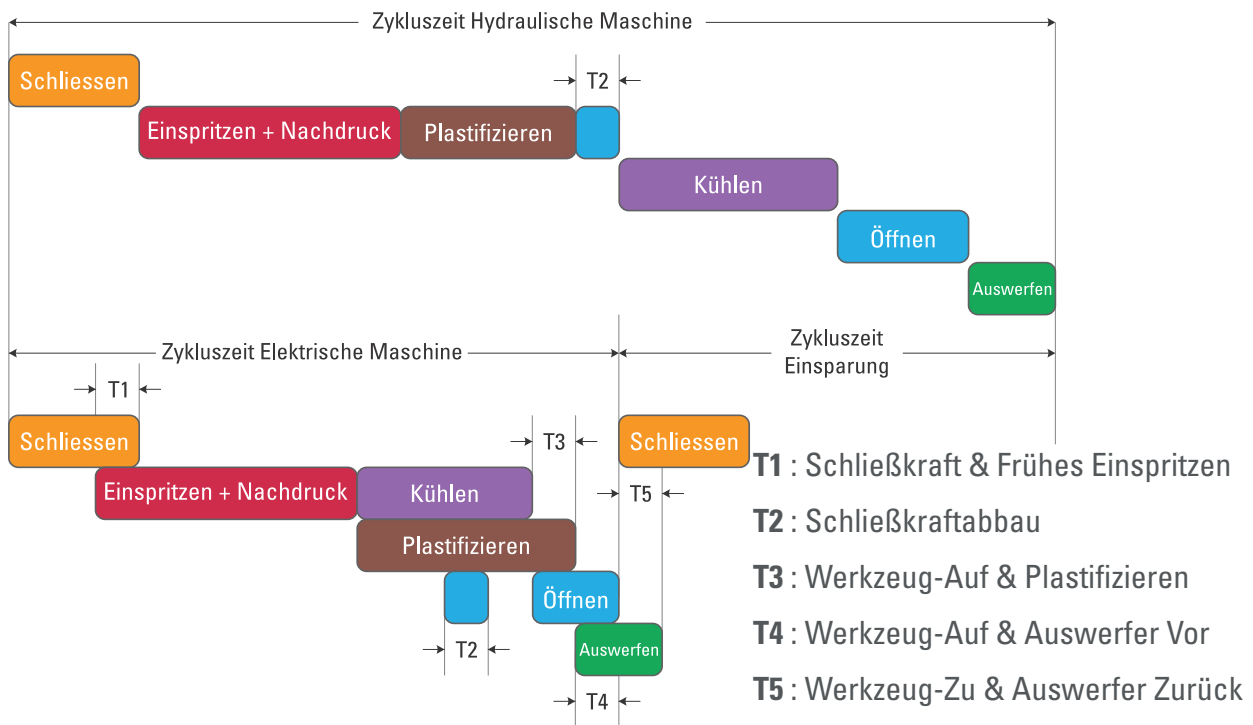 Zykluszeit Hydraulische Maschine
Schliessen
T2
Einspritzen + Nachdruck
Plastifizieren
Kühlen
Öffnen
Auswerfen
Zykluszeit Elektrische Maschine
Zykluszeit
Einsparung
T1
Schliessen
T3
Schliessen
Einspritzen + Nachdruck
Kühlen
T5
Plastifizieren
Öffnen
T2
Auswerfen
T4
T1 : Schließkraft & Frühes Einspritzen
T2 : Schließkraftabbau
T3 : Werkzeug-Auf & Plastifizieren
T4 : Werkzeug-Auf & Auswerfer Vor
T5 : Werkzeug-Zu & Auswerfer Zurück